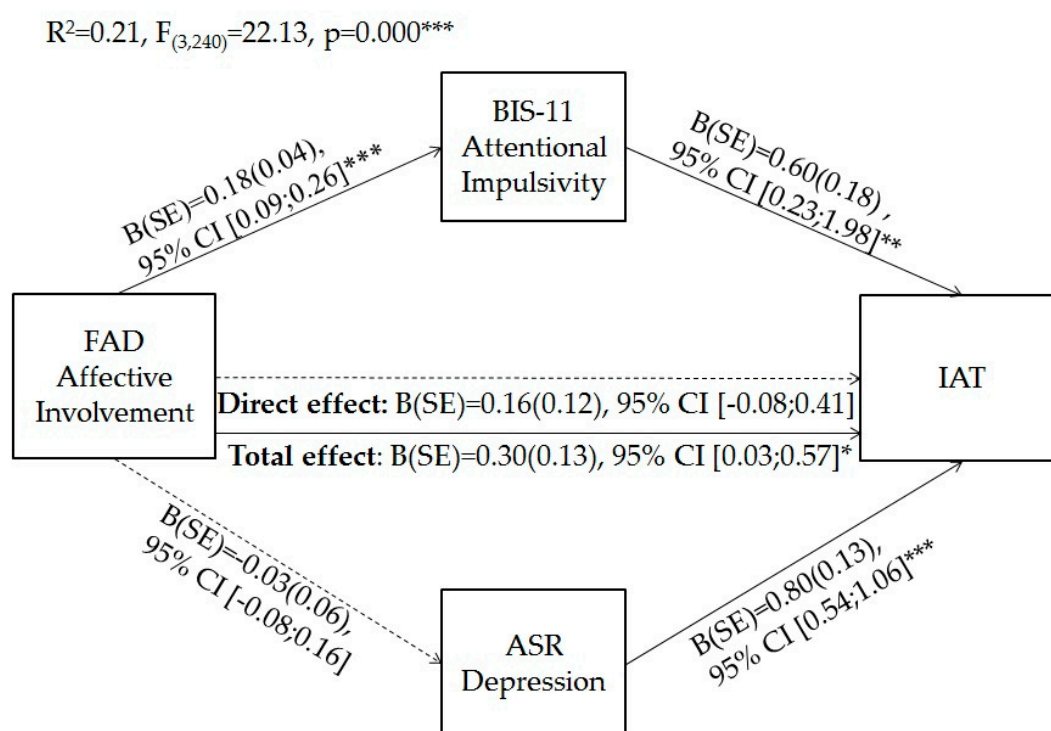 R²=0.21, F(3,240)=22.13, p=0.000***
BIS-11
Attentional
Impulsivity
B(SE)=0.18(0.04),
95% CI [0.09;0.26]***
B(SE)=0.60(0.18),
95% CI [0.23;1.98]**
FAD
Affective
Involvement
IAT
Direct effect: B(SE)=0.16(0.12), 95% CI [-0.08;0.41]
Total effect: B(SE)=0.30(0.13), 95% CI [0.03;0.57]*
B(SE)=-0.03(0.06),
95% CI [-0.08;0.16]
B(SE)=0.80(0.13),
95% CI [0.54;1.06]***
ASR
Depression